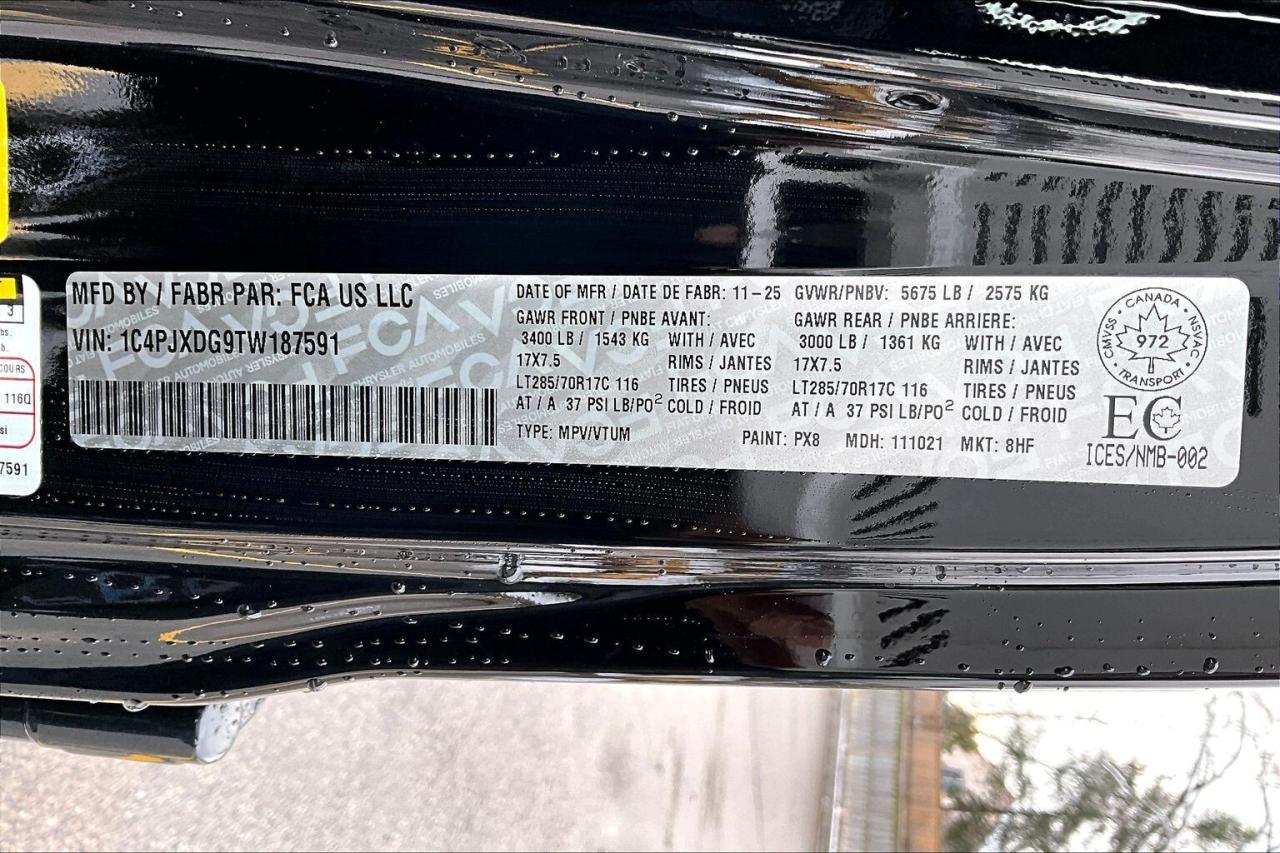 MFD BY / FABR PAR: FCA US LLC
VIN: 1C4PJXDG9TW187591
DATE OF MFR / DATE DE FABR: 11-25 GVWR/PNBV: 5675 LB / 2575 KG
GAWR FRONT / PNBE AVANT: GAWR REAR / PNBE ARRIERE:
3400 LB / 1543 KG WITH / AVEC 3000 LB / 1361 KG WITH / AVEC
17X7.5 RIMS / JANTES 17X7.5 RIMS / JANTES
LT285/70R17C 116 TIRES / PNEUS LT285/70R17C 116 TIRES / PNEUS
AT / A 37 PSI LB/PO² COLD / FROID AT / A 37 PSI LB/PO² COLD / FROID
TYPE: MPV/VTUM PAINT: PX8 MDH: 111021 MKT: 8HF
CANADA
CMVSS 972 NSVAC
TRANSPORT
EC
ICES/NMB-002
3
116Q
7591